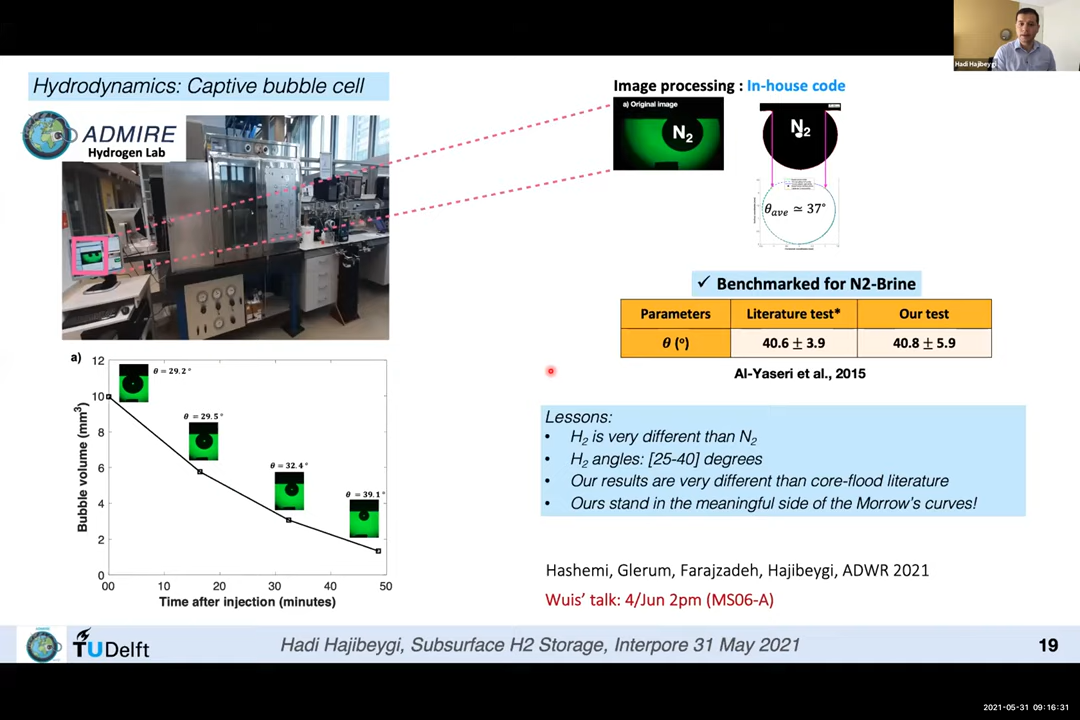 Hadi Hajibeygi
Hydrodynamics: Captive bubble cell
ADMIRE
Hydrogen Lab
Image processing : In-house code
a) Original image
N₂
N₂
θₐᵥₑ ≃ 37°
✓ Benchmarked for N2-Brine
Parameters Literature test* Our test
θ (°) 40.6 ± 3.9 40.8 ± 5.9
Al-Yaseri et al., 2015
a)
Bubble volume (mm³)
12
10
8
6
4
2
0
θ = 29.2 °
θ = 29.5 °
θ = 32.4 °
θ = 39.1 °
00 10 20 30 40 50
Time after injection (minutes)
Lessons:
• H₂ is very different than N₂
• H₂ angles: [25-40] degrees
• Our results are very different than core-flood literature
• Ours stand in the meaningful side of the Morrow's curves!
Hashemi, Glerum, Farajzadeh, Hajibeygi, ADWR 2021
Wuis' talk: 4/Jun 2pm (MS06-A)
TUDelft
Hadi Hajibeygi, Subsurface H2 Storage, Interpore 31 May 2021
19
2021-05-31 09:16:31